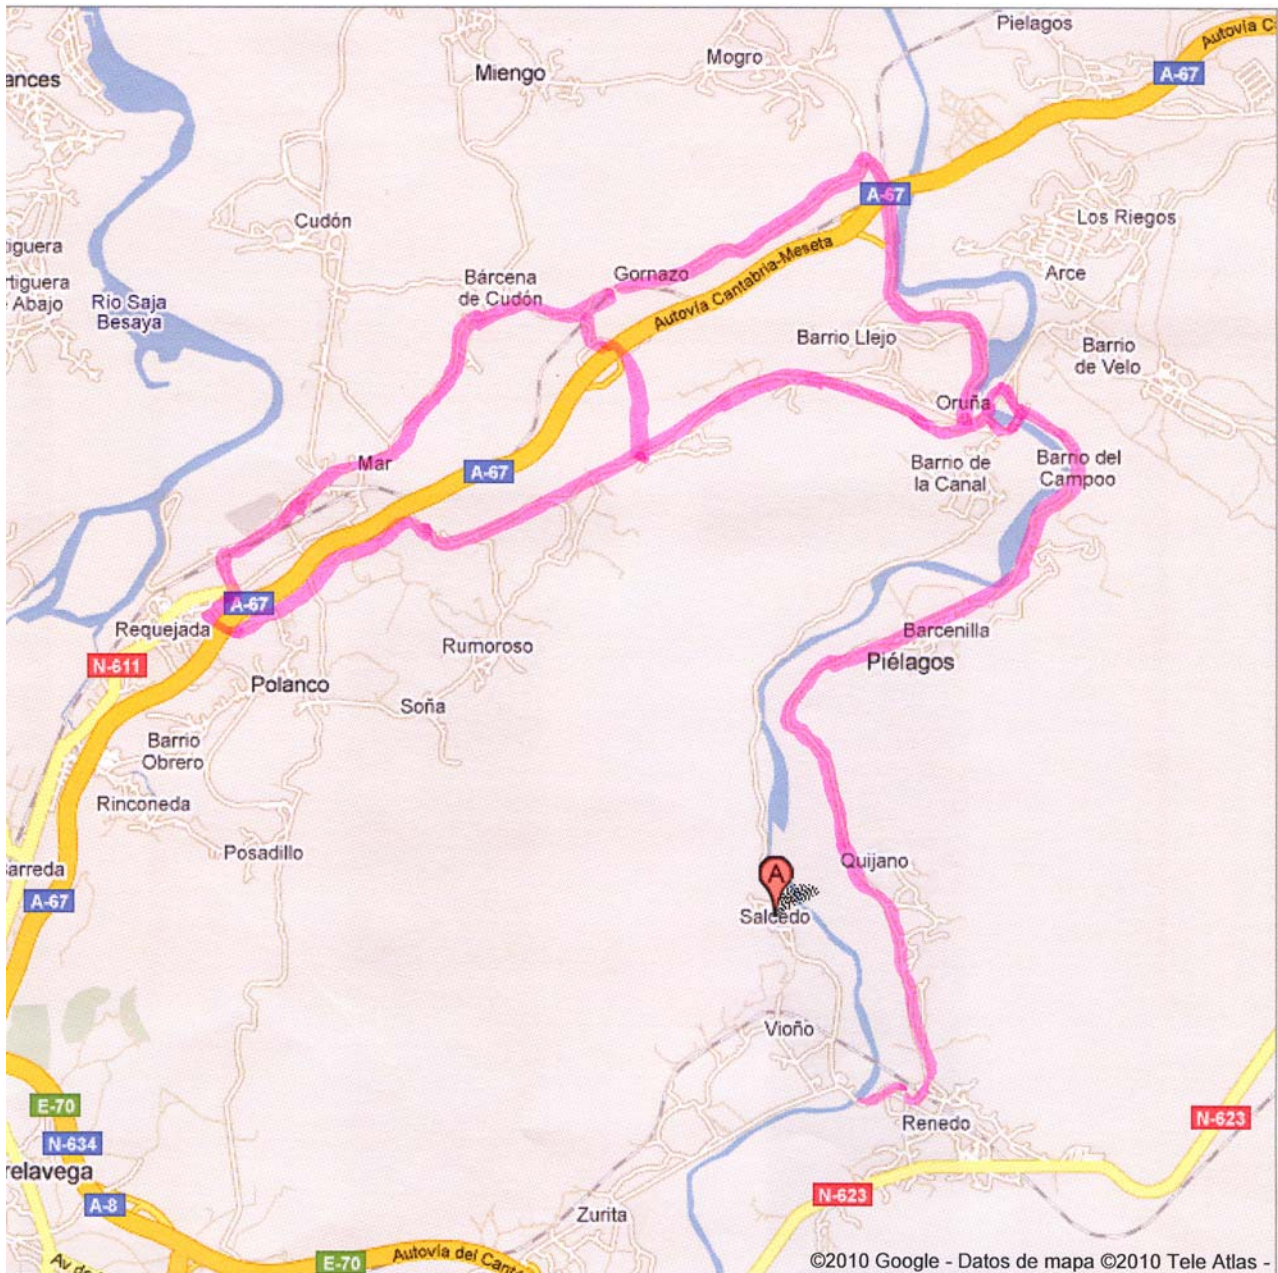 Pielagos
Autovía C
A-67
Mogro
Miengo
ances
A-67
Los Riegos
Cudón
iguera
Arce
Gornazo
Bárcena
de Cudón
Autovía Cantabria-Meseta
rtiguera
Abajo
Río Saja
Besaya
Barrio Llejo
Barrio
de Velo
Oruña
Mar
A-67
Barrio de
la Canal
Barrio del
Campoo
A-67
Requejada
Barcenilla
Rumoroso
N-611
Piélagos
Polanco
Soña
Barrio
Obrero
Rinconeda
Posadillo
Quijano
arreda
A
A-67
Salcedo
Vioño
E-70
Renedo
N-623
N-634
relavega
A-8
N-623
Zurita
E-70
Autovía del Cant
Av de
©2010 Google - Datos de mapa ©2010 Tele Atlas -